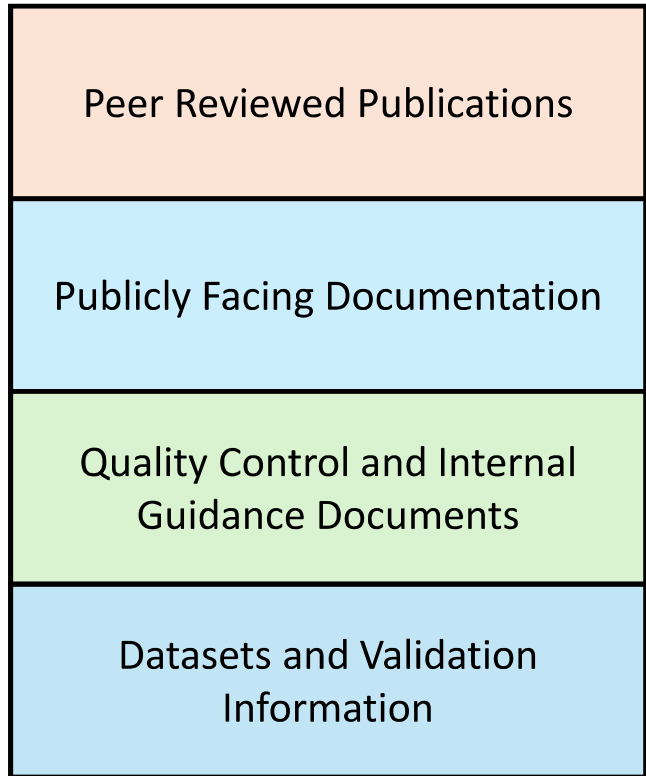 Peer Reviewed Publications
Publicly Facing Documentation
Quality Control and Internal
Guidance Documents
Datasets and Validation
Information